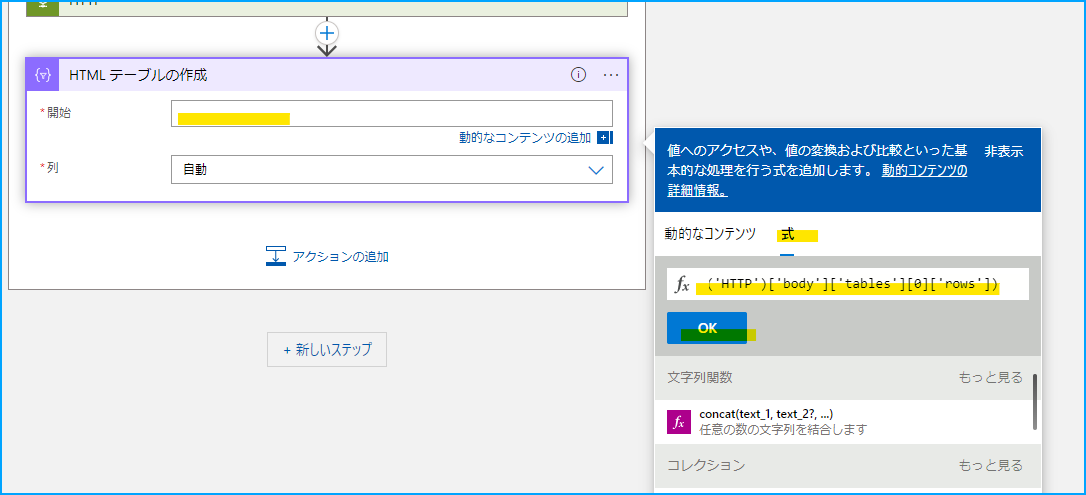 HTML テーブルの作成
*開始
動的なコンテンツの追加
*列
自動
アクションの追加
+ 新しいステップ
値へのアクセスや、値の変換および比較といった基
本的な処理を行う式を追加します。 動的コンテンツの
詳細情報。
非表示
動的なコンテンツ 式
fx ('HTTP')['body']['tables'][0]['rows'])
OK
文字列関数 もっと見る
fx concat(text_1, text_2?, ...)
任意の数の文字列を結合します
コレクション もっと見る